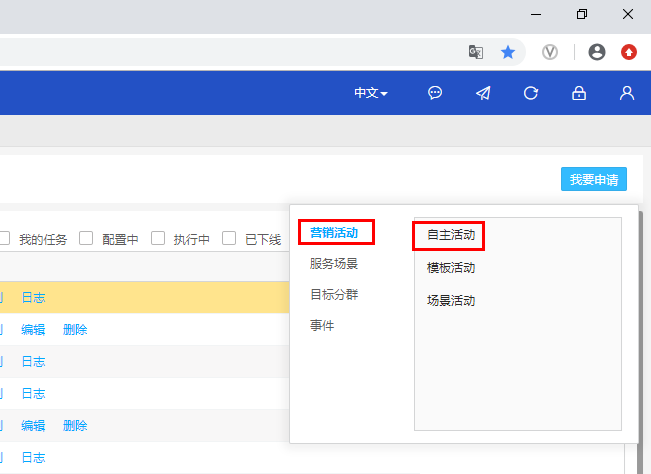 中文
我要申请
我的任务 配置中 执行中 已下线
营销活动
服务场景
目标分群
事件
自主活动
模板活动
场景活动
日志
编辑 删除
日志
日志
编辑 删除
日志